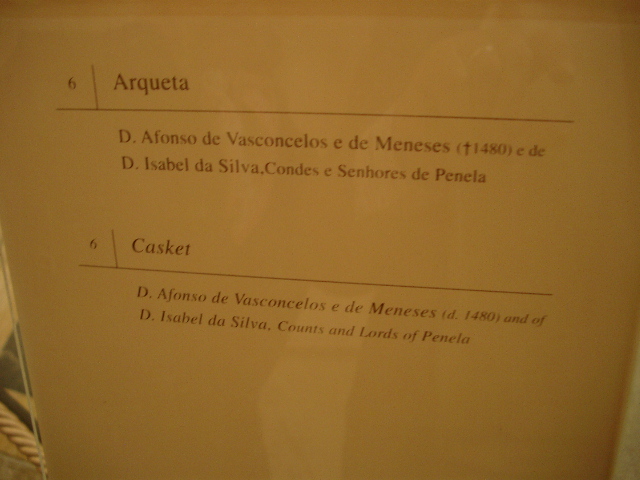 6 Arqueta
D. Afonso de Vasconcelos e de Meneses (†1480) e de
D. Isabel da Silva,Condes e Senhores de Penela
6 Casket
D. Afonso de Vasconcelos e de Meneses (d. 1480) and of
D. Isabel da Silva, Counts and Lords of Penela